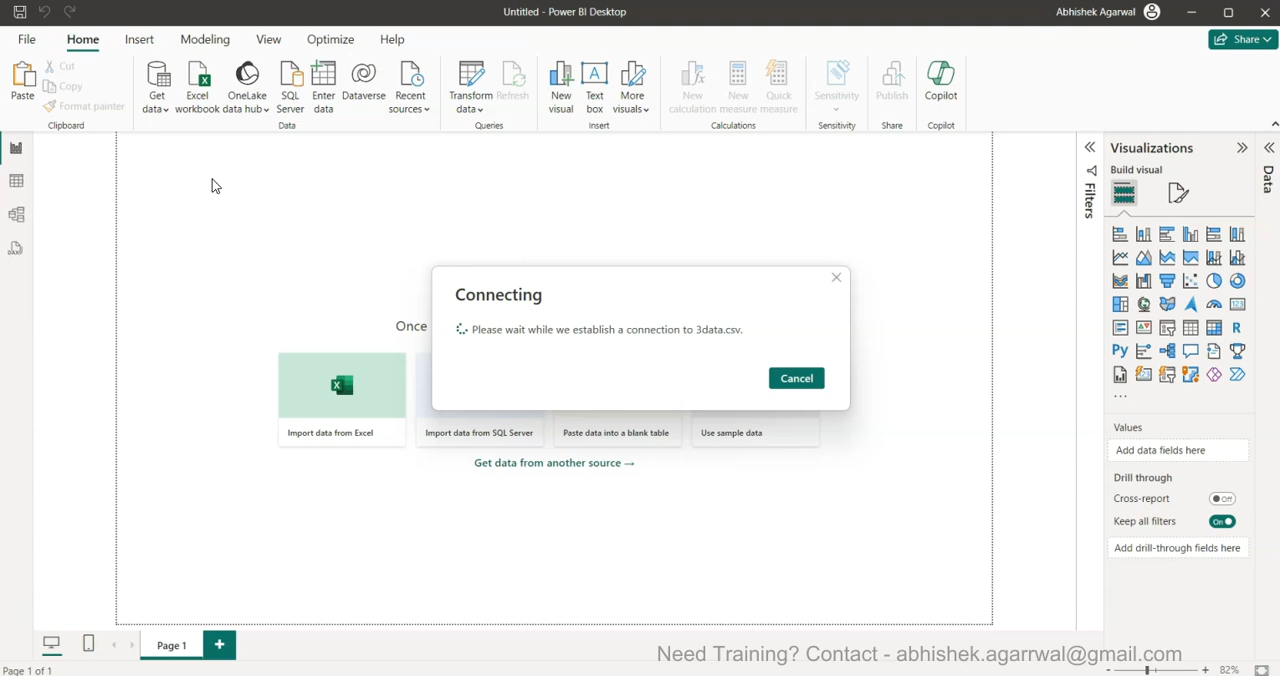 Untitled - Power BI Desktop
Abhishek Agarwal
File
Home
Insert
Modeling
View
Optimize
Help
Share
Paste
Cut
Copy
Format painter
Clipboard
Get data
Excel workbook
OneLake data hub
SQL Server
Enter data
Dataverse
Recent sources
Data
Transform data
Refresh
Queries
New visual
Text box
More visuals
Insert
New calculation
New measure
Quick measure
Calculations
Sensitivity
Sensitivity
Publish
Share
Copilot
Copilot
Once
Connecting
Please wait while we establish a connection to 3data.csv.
Cancel
Import data from Excel
Import data from SQL Server
Paste data into a blank table
Use sample data
Get data from another source →
Filters
Visualizations
Build visual
R
Py
...
Values
Add data fields here
Drill through
Cross-report
Off
Keep all filters
On
Add drill-through fields here
Data
Page 1
Need Training? Contact - abhishek.agarrwal@gmail.com
Page 1 of 1
82%